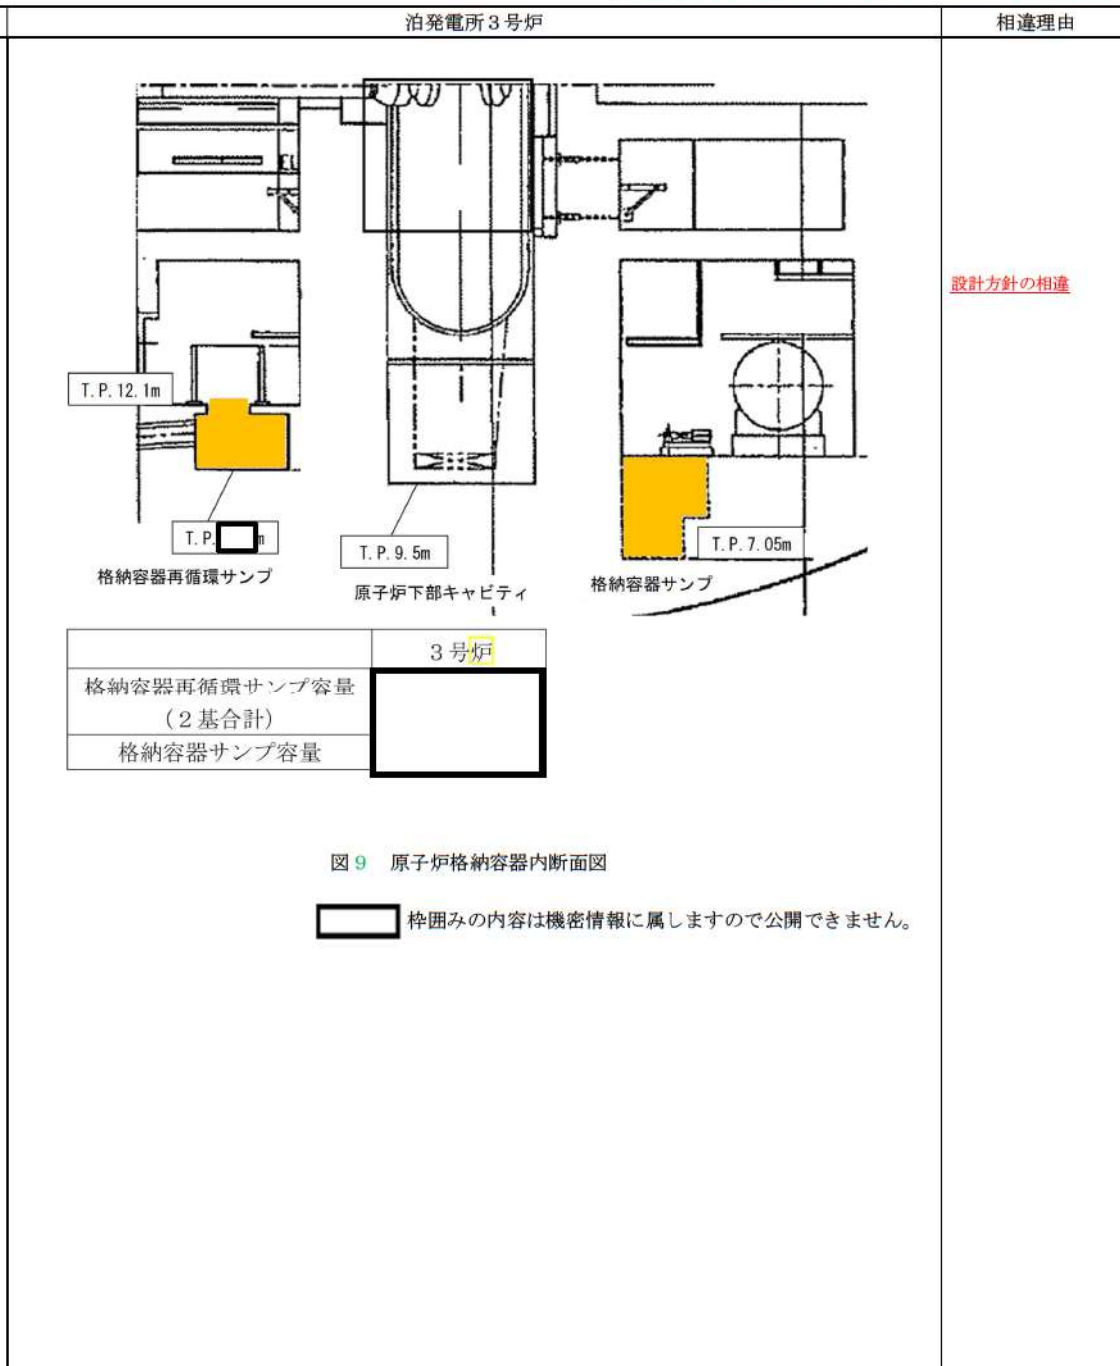 泊発電所3号炉
相違理由
設計方針の相違
T.P.12.1m
T.P. m
格納容器再循環サンプ
T.P.9.5m
原子炉下部キャビティ
T.P.7.05m
格納容器サンプ
3号炉
格納容器再循環サンプ容量
(2基合計)
格納容器サンプ容量
図9 原子炉格納容器内断面図
枠囲みの内容は機密情報に属しますので公開できません。